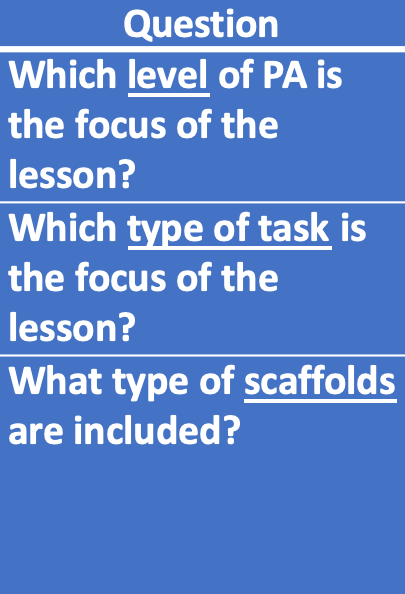 Question
Which level of PA is
the focus of the
lesson?
Which type of task is
the focus of the
lesson?
What type of scaffolds
are included?